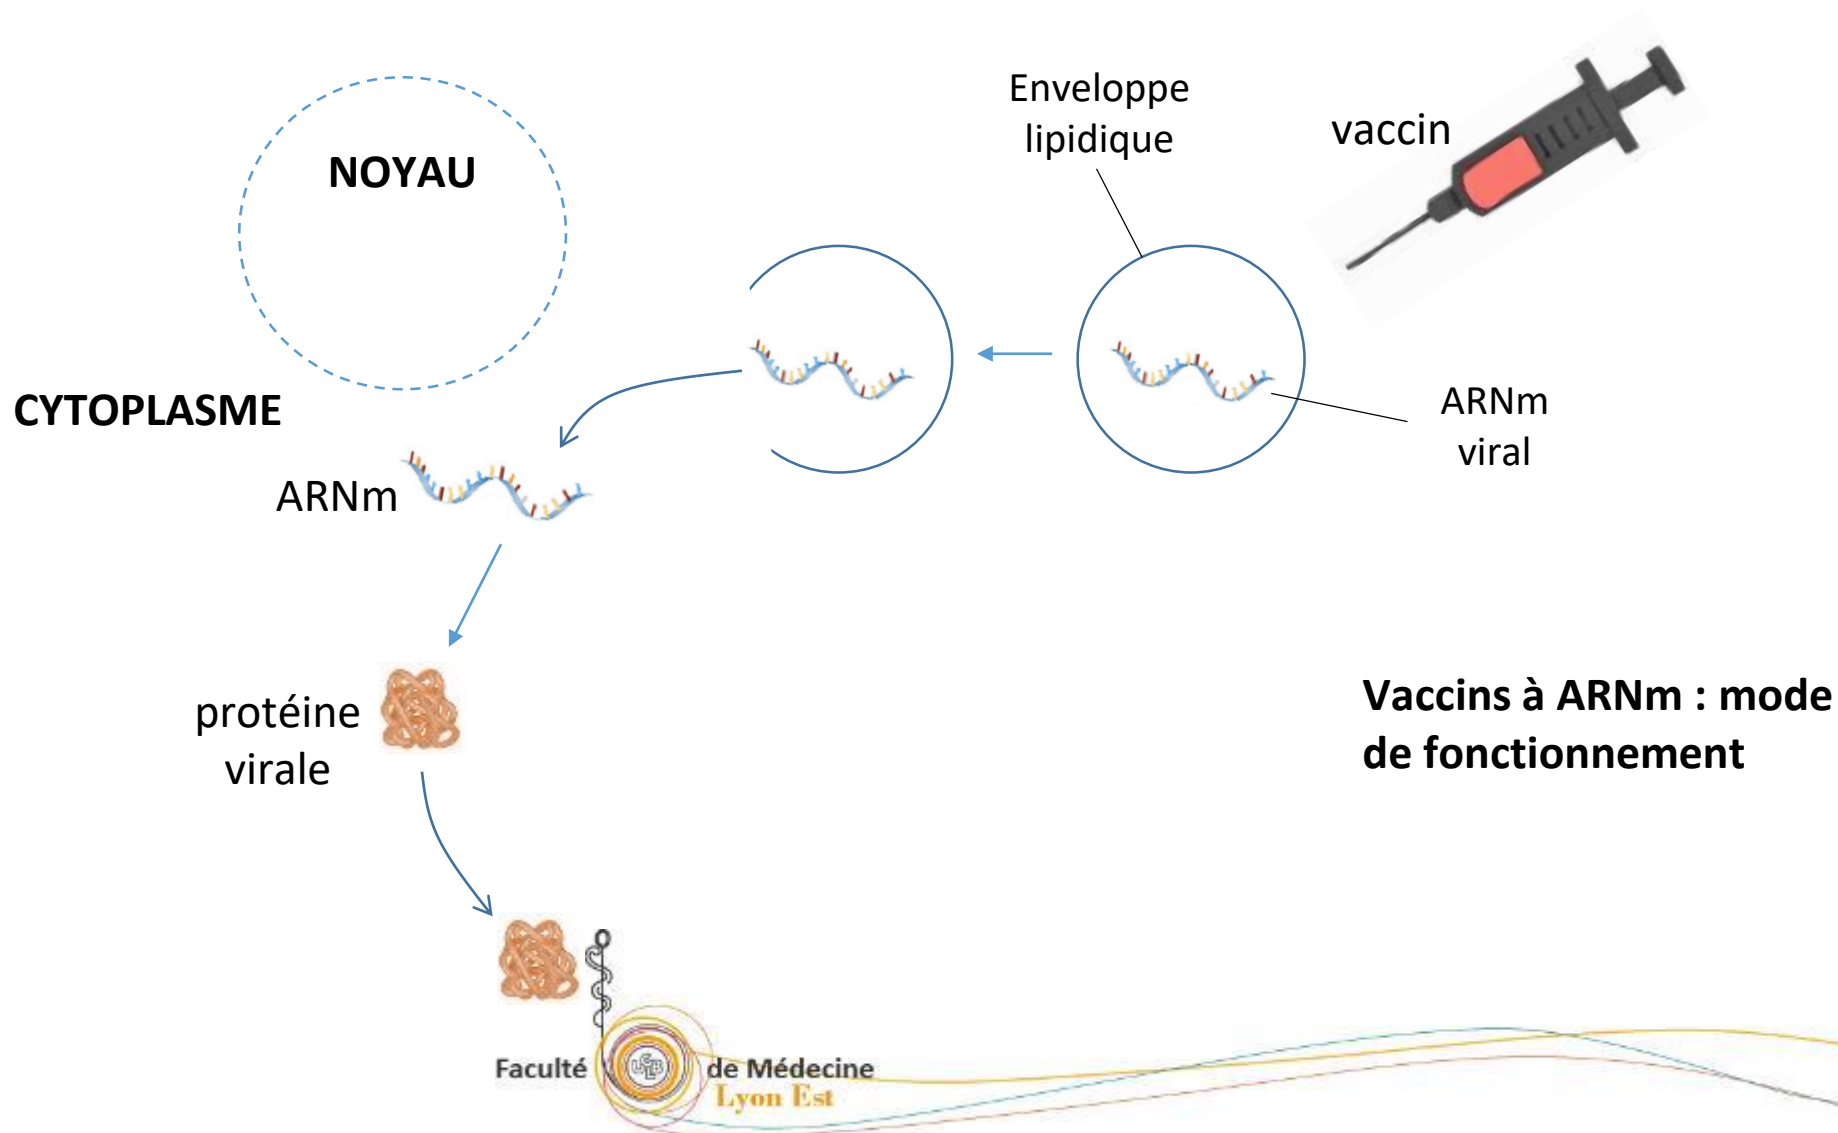 Enveloppe
lipidique
vaccin
NOYAU
CYTOPLASME
ARNm
viral
ARNm
protéine
virale
Vaccins à ARNm : mode
de fonctionnement
Faculté de Médecine
Lyon Est